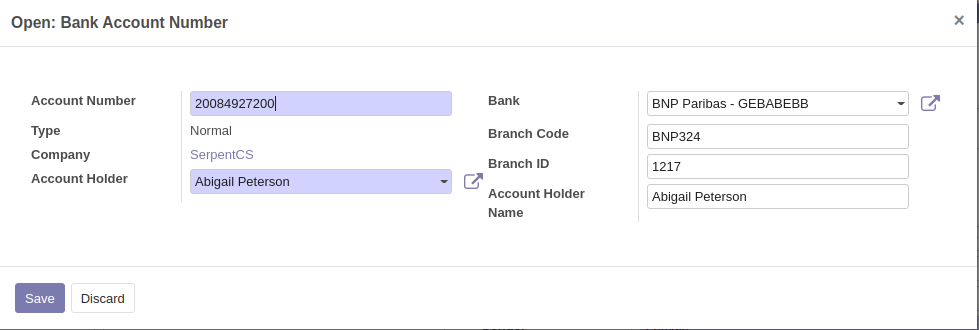 Open: Bank Account Number
×
Account Number 20084927200
Type Normal
Company SerpentCS
Account Holder Abigail Peterson
Bank BNP Paribas - GEBABEBB
Branch Code BNP324
Branch ID 1217
Account Holder Name Abigail Peterson
Save Discard